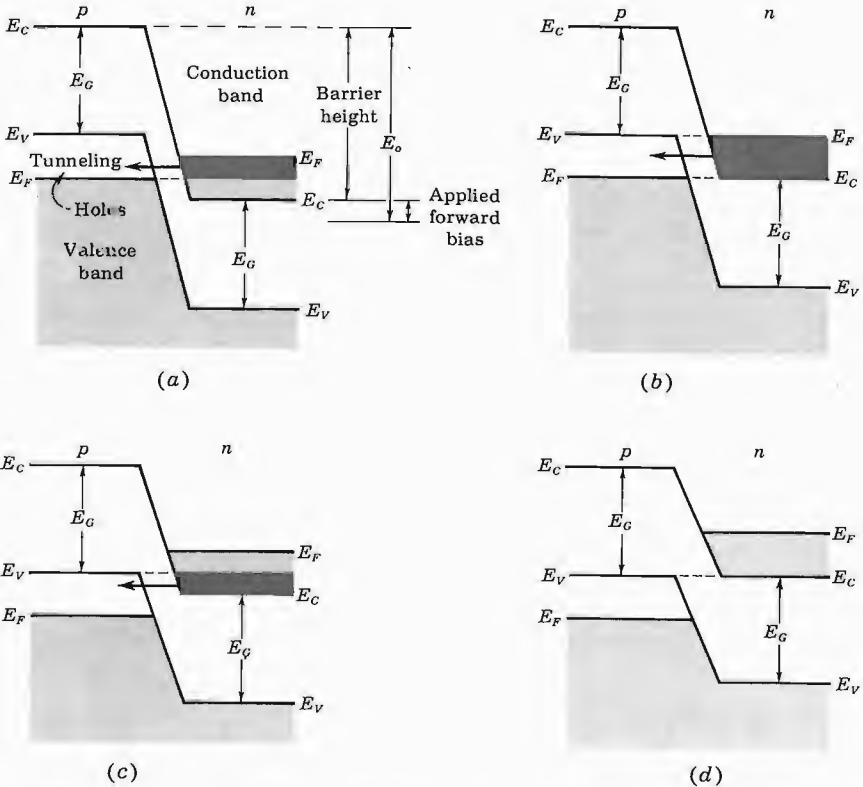 p n
E_C
E_G
Conduction
band
Barrier
height
E_o
E_V
Tunneling
E_F
E_F
Holes
E_C
Applied
forward
bias
Valence
band
E_G
E_V
(a)
p n
E_C
E_G
E_V
E_F
E_F
E_C
E_G
E_V
(b)
p n
E_C
E_G
E_F
E_V
E_C
E_F
E_G
E_V
(c)
p n
E_C
E_G
E_F
E_V
E_C
E_F
E_G
E_V
(d)